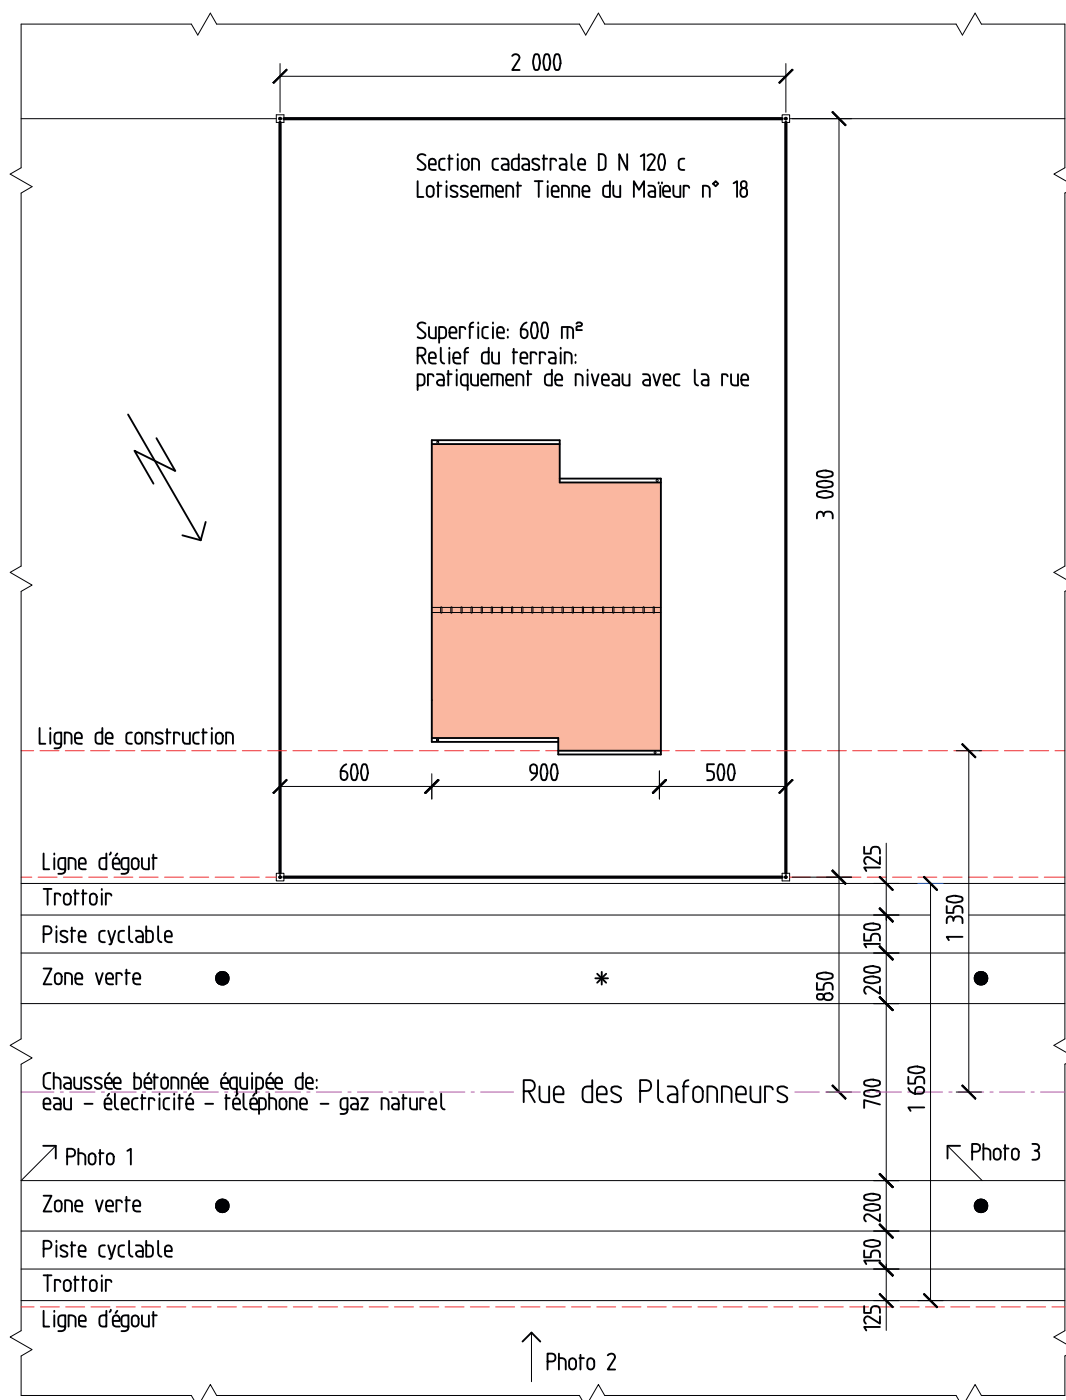 2 000
Section cadastrale D N 120 c
Lotissement Tienne du Maïeur n° 18
Superficie: 600 m²
Relief du terrain:
pratiquement de niveau avec la rue
3 000
Ligne de construction
600
900
500
Ligne d'égout
125
Trottoir
1 350
Piste cyclable
150
Zone verte
200
850
Chaussée bétonnée équipée de:
eau – électricité – téléphone – gaz naturel
Rue des Plafonneurs
700
1 650
Photo 1
Photo 3
Zone verte
200
Piste cyclable
150
Trottoir
Ligne d'égout
125
Photo 2